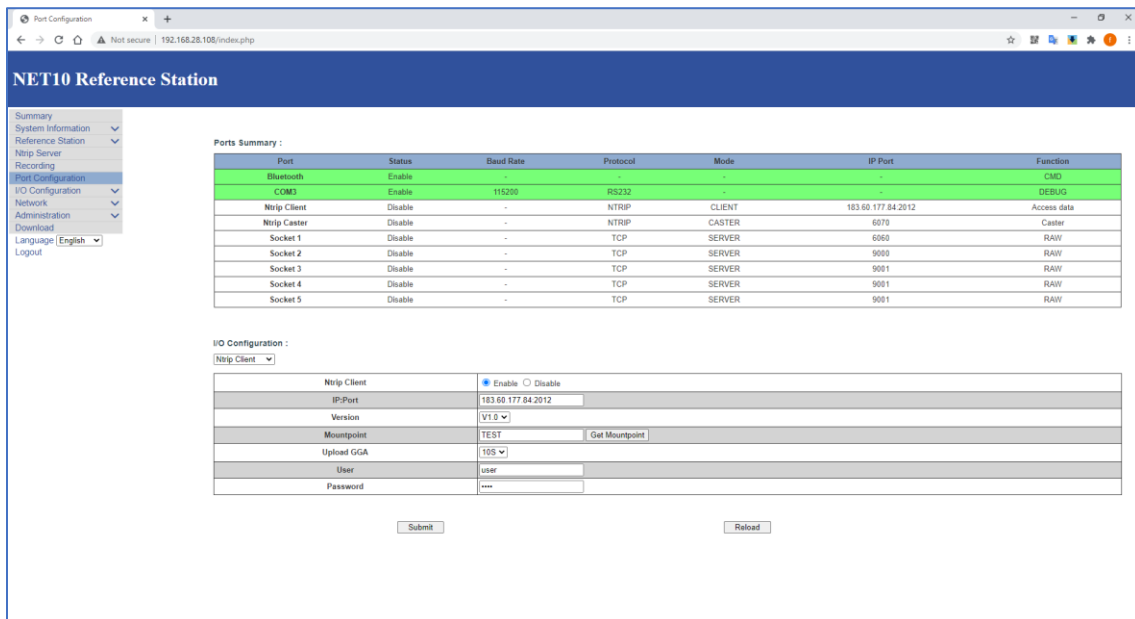 Port Configuration
Not secure | 192.168.28.108/index.php
NET10 Reference Station
Summary
System Information
Reference Station
Ntrip Server
Recording
Port Configuration
I/O Configuration
Network
Administration
Download
Language English
Logout
Ports Summary :
Port Status Baud Rate Protocol Mode IP Port Function
Bluetooth Enable - - - - CMD
COM3 Enable 115200 RS232 - - DEBUG
Ntrip Client Disable - NTRIP CLIENT 183.60.177.84:2012 Access data
Ntrip Caster Disable - NTRIP CASTER 6070 Caster
Socket 1 Disable - TCP SERVER 6060 RAW
Socket 2 Disable - TCP SERVER 9000 RAW
Socket 3 Disable - TCP SERVER 9001 RAW
Socket 4 Disable - TCP SERVER 9001 RAW
Socket 5 Disable - TCP SERVER 9001 RAW
I/O Configuration :
Ntrip Client
Ntrip Client Enable Disable
IP:Port 183.60.177.84:2012
Version V1.0
Mountpoint TEST Get Mountpoint
Upload GGA 10S
User user
Password ••••
Submit Reload